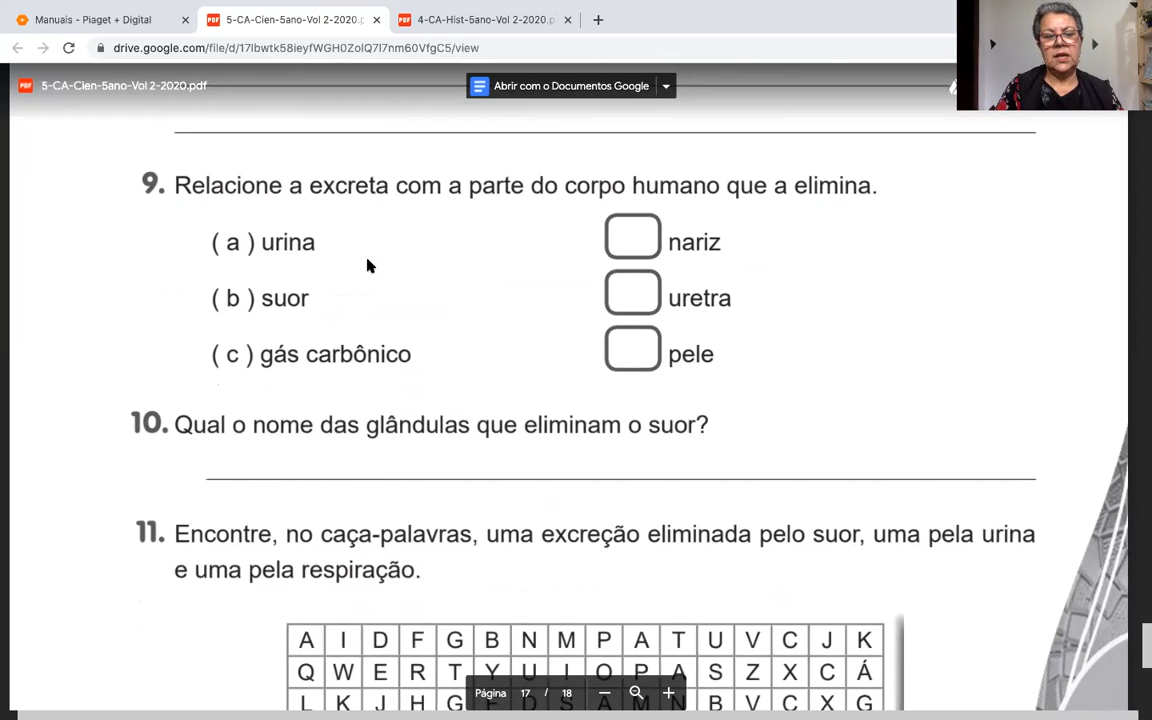 Manuais - Piaget + Digital
5-CA-Cien-5ano-Vol 2-2020.p
4-CA-Hist-5ano-Vol 2-2020.p
drive.google.com/file/d/17lbwtk58ieyfWGH0ZolQ7l7nm60VfgC5/view
5-CA-Cien-5ano-Vol 2-2020.pdf
Abrir com o Documentos Google
9. Relacione a excreta com a parte do corpo humano que a elimina.
( a ) urina
nariz
( b ) suor
uretra
( c ) gás carbônico
pele
10. Qual o nome das glândulas que eliminam o suor?
11. Encontre, no caça-palavras, uma excreção eliminada pelo suor, uma pela urina
e uma pela respiração.
A I D F G B N M P A T U V C J K
Q W E R T Y U I O P A S Z X C Á
L K J H G F D S A M N B V C X G
Página 17 / 18